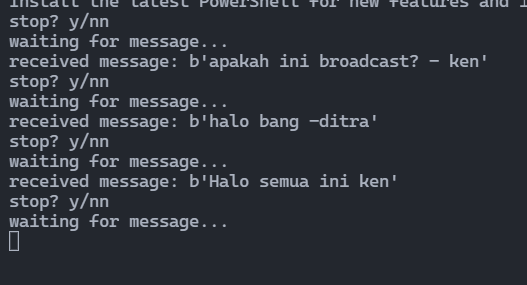 Install the latest PowerShell for new features and
stop? y/nn
waiting for message...
received message: b'apakah ini broadcast? - ken'
stop? y/nn
waiting for message...
received message: b'halo bang -ditra'
stop? y/nn
waiting for message...
received message: b'Halo semua ini ken'
stop? y/nn
waiting for message...